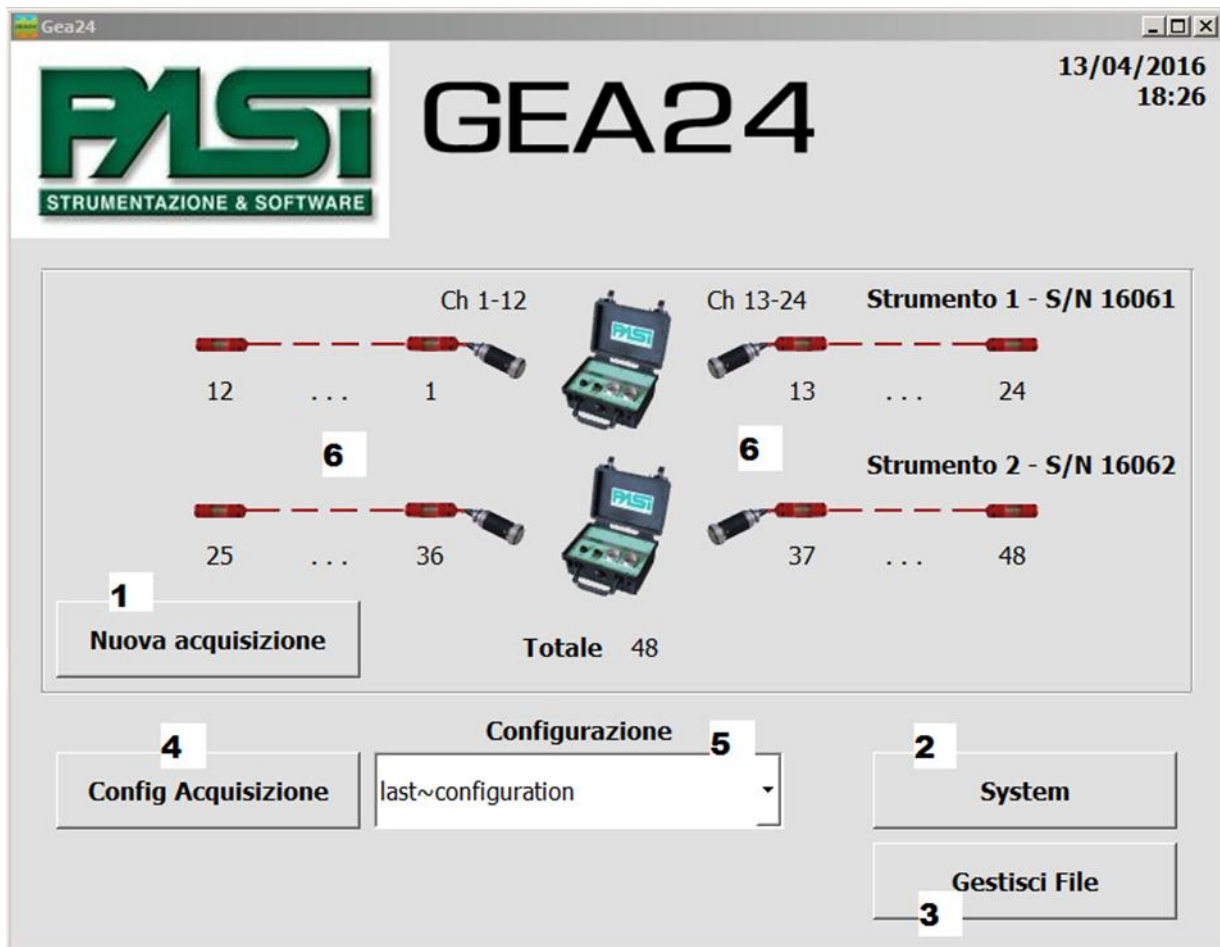 Gea24
PASI
STRUMENTAZIONE & SOFTWARE
GEA24
13/04/2016
18:26
Ch 1-12
Ch 13-24
Strumento 1 - S/N 16061
12 . . . 1
13 . . . 24
6
6
Strumento 2 - S/N 16062
25 . . . 36
37 . . . 48
1
Nuova acquisizione
Totale 48
4
Config Acquisizione
Configurazione
5
last~configuration
2
System
Gestisci File
3